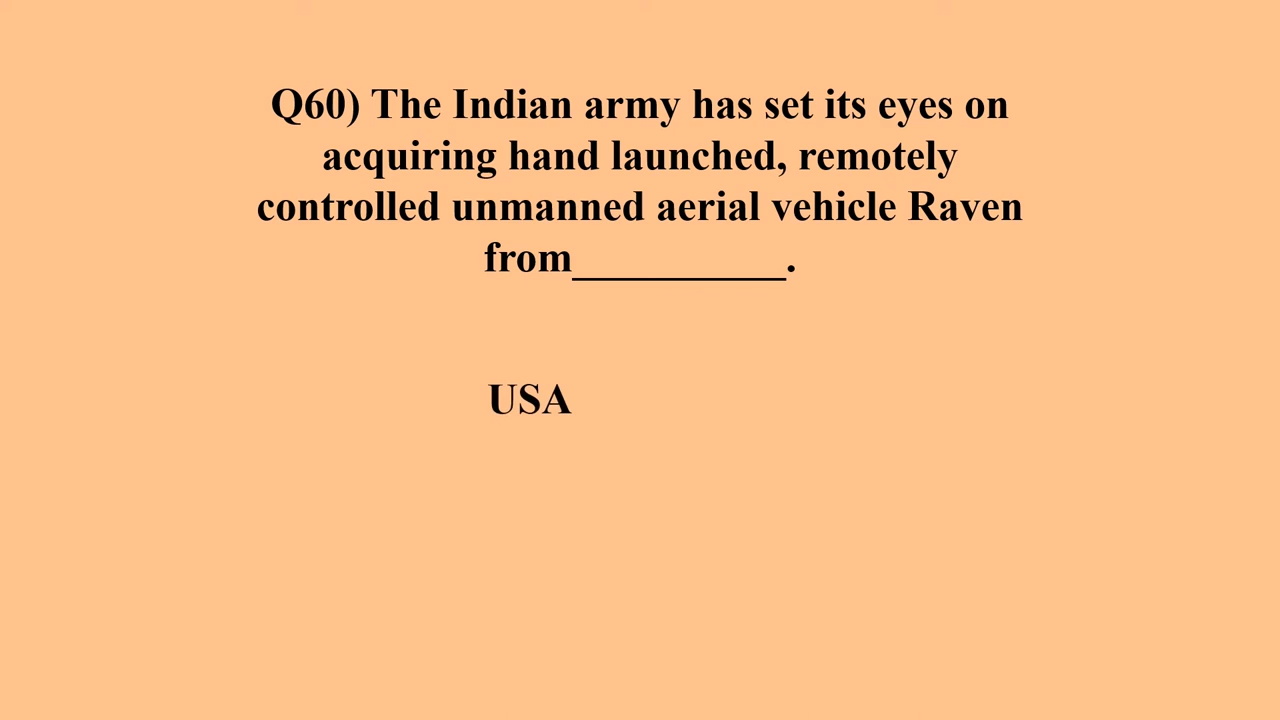 Q60) The Indian army has set its eyes on
acquiring hand launched, remotely
controlled unmanned aerial vehicle Raven
from__________.
USA